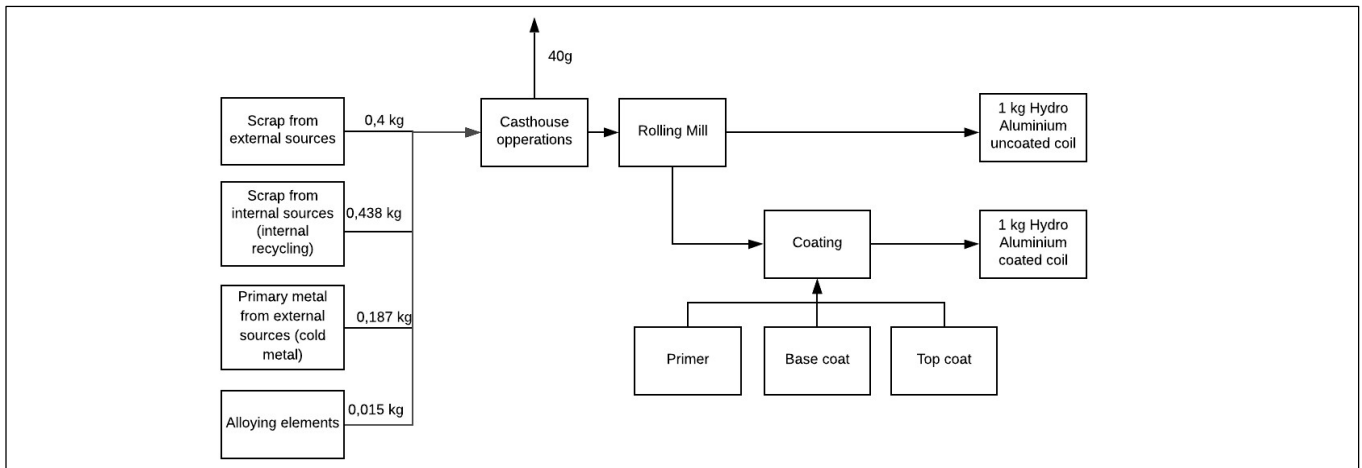 40g
Scrap from
external sources
0,4 kg
Casthouse
opperations
Rolling Mill
1 kg Hydro
Aluminium
uncoated coil
Scrap from
internal sources
(internal
recycling)
0,438 kg
Coating
1 kg Hydro
Aluminium
coated coil
Primary metal
from external
sources (cold
metal)
0,187 kg
Primer
Base coat
Top coat
Alloying elements
0,015 kg